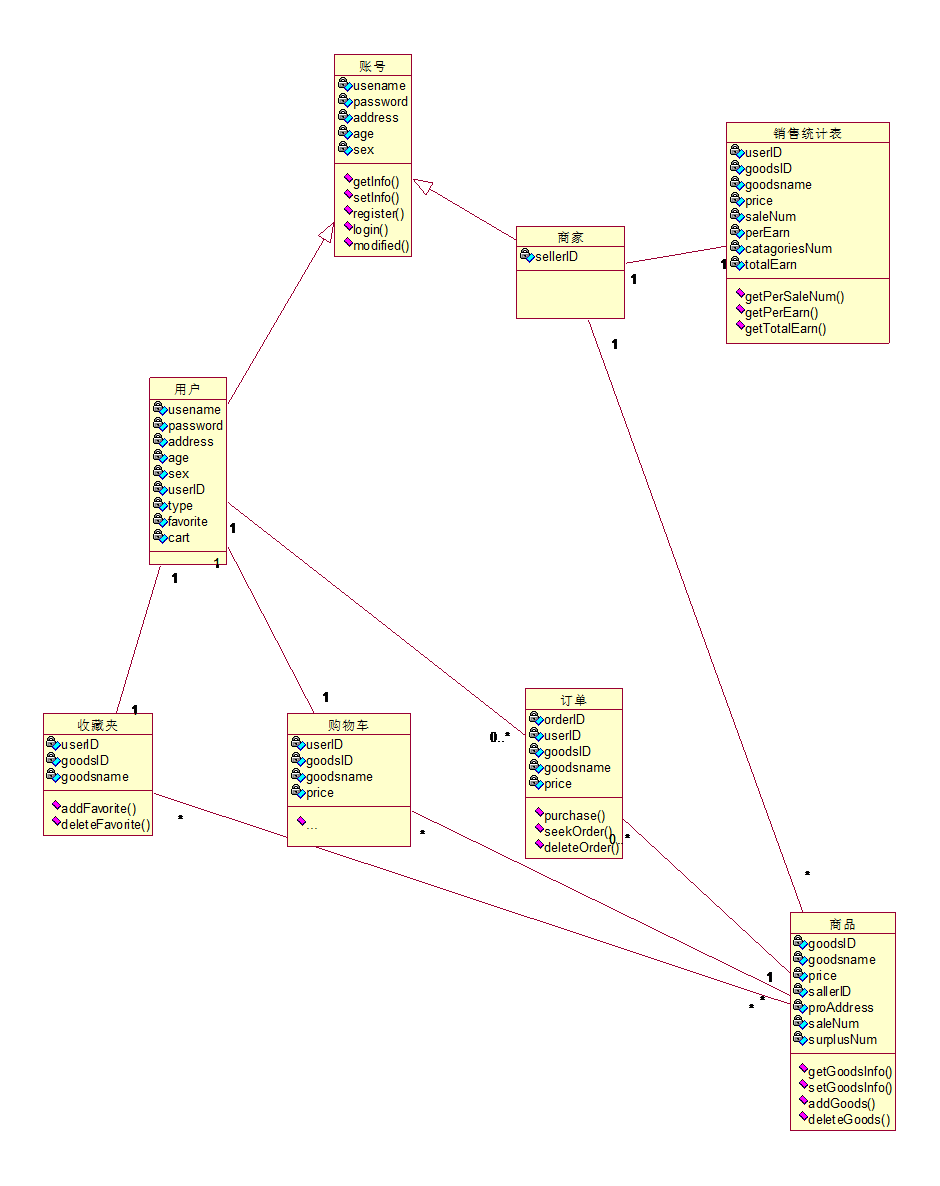 账号
usename
password
address
age
sex
getInfo()
setInfo()
register()
login()
modified()
销售统计表
userID
goodsID
goodsname
price
saleNum
perEarn
catagoriesNum
totalEarn
getPerSaleNum()
getPerEarn()
getTotalEarn()
商家
sellerID
1
1
1
用户
usename
password
address
age
sex
userID
type
favorite
cart
1
1
1
1
1
收藏夹
userID
goodsID
goodsname
addFavorite()
deleteFavorite()
*
购物车
userID
goodsID
goodsname
price
...
*
订单
orderID
userID
goodsID
goodsname
price
purchase()
seekOrder()
deleteOrder()
0..*
0..*
*
商品
goodsID
goodsname
price
sallerID
proAddress
saleNum
surplusNum
getGoodsInfo()
setGoodsInfo()
addGoods()
deleteGoods()
1
*
*